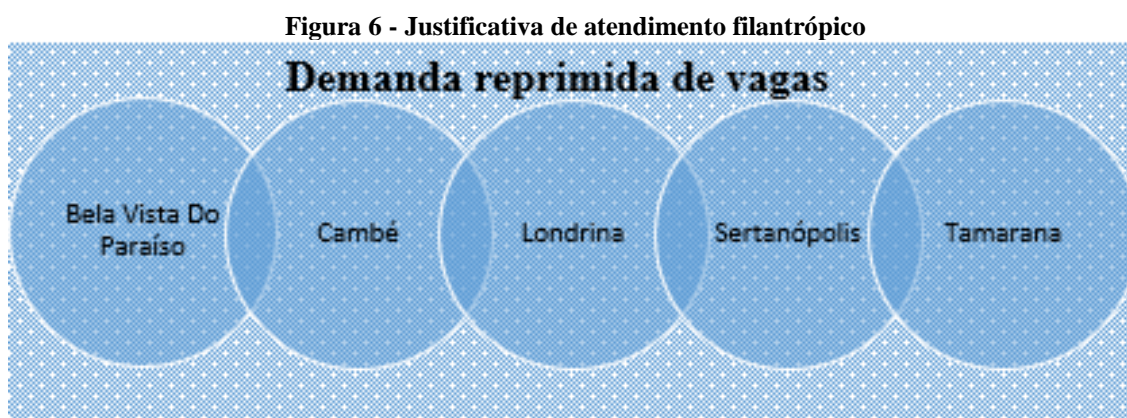 Figura 6 - Justificativa de atendimento filantrópico
Demanda reprimida de vagas
Bela Vista Do
Paraíso
Cambé
Londrina
Sertanópolis
Tamarana